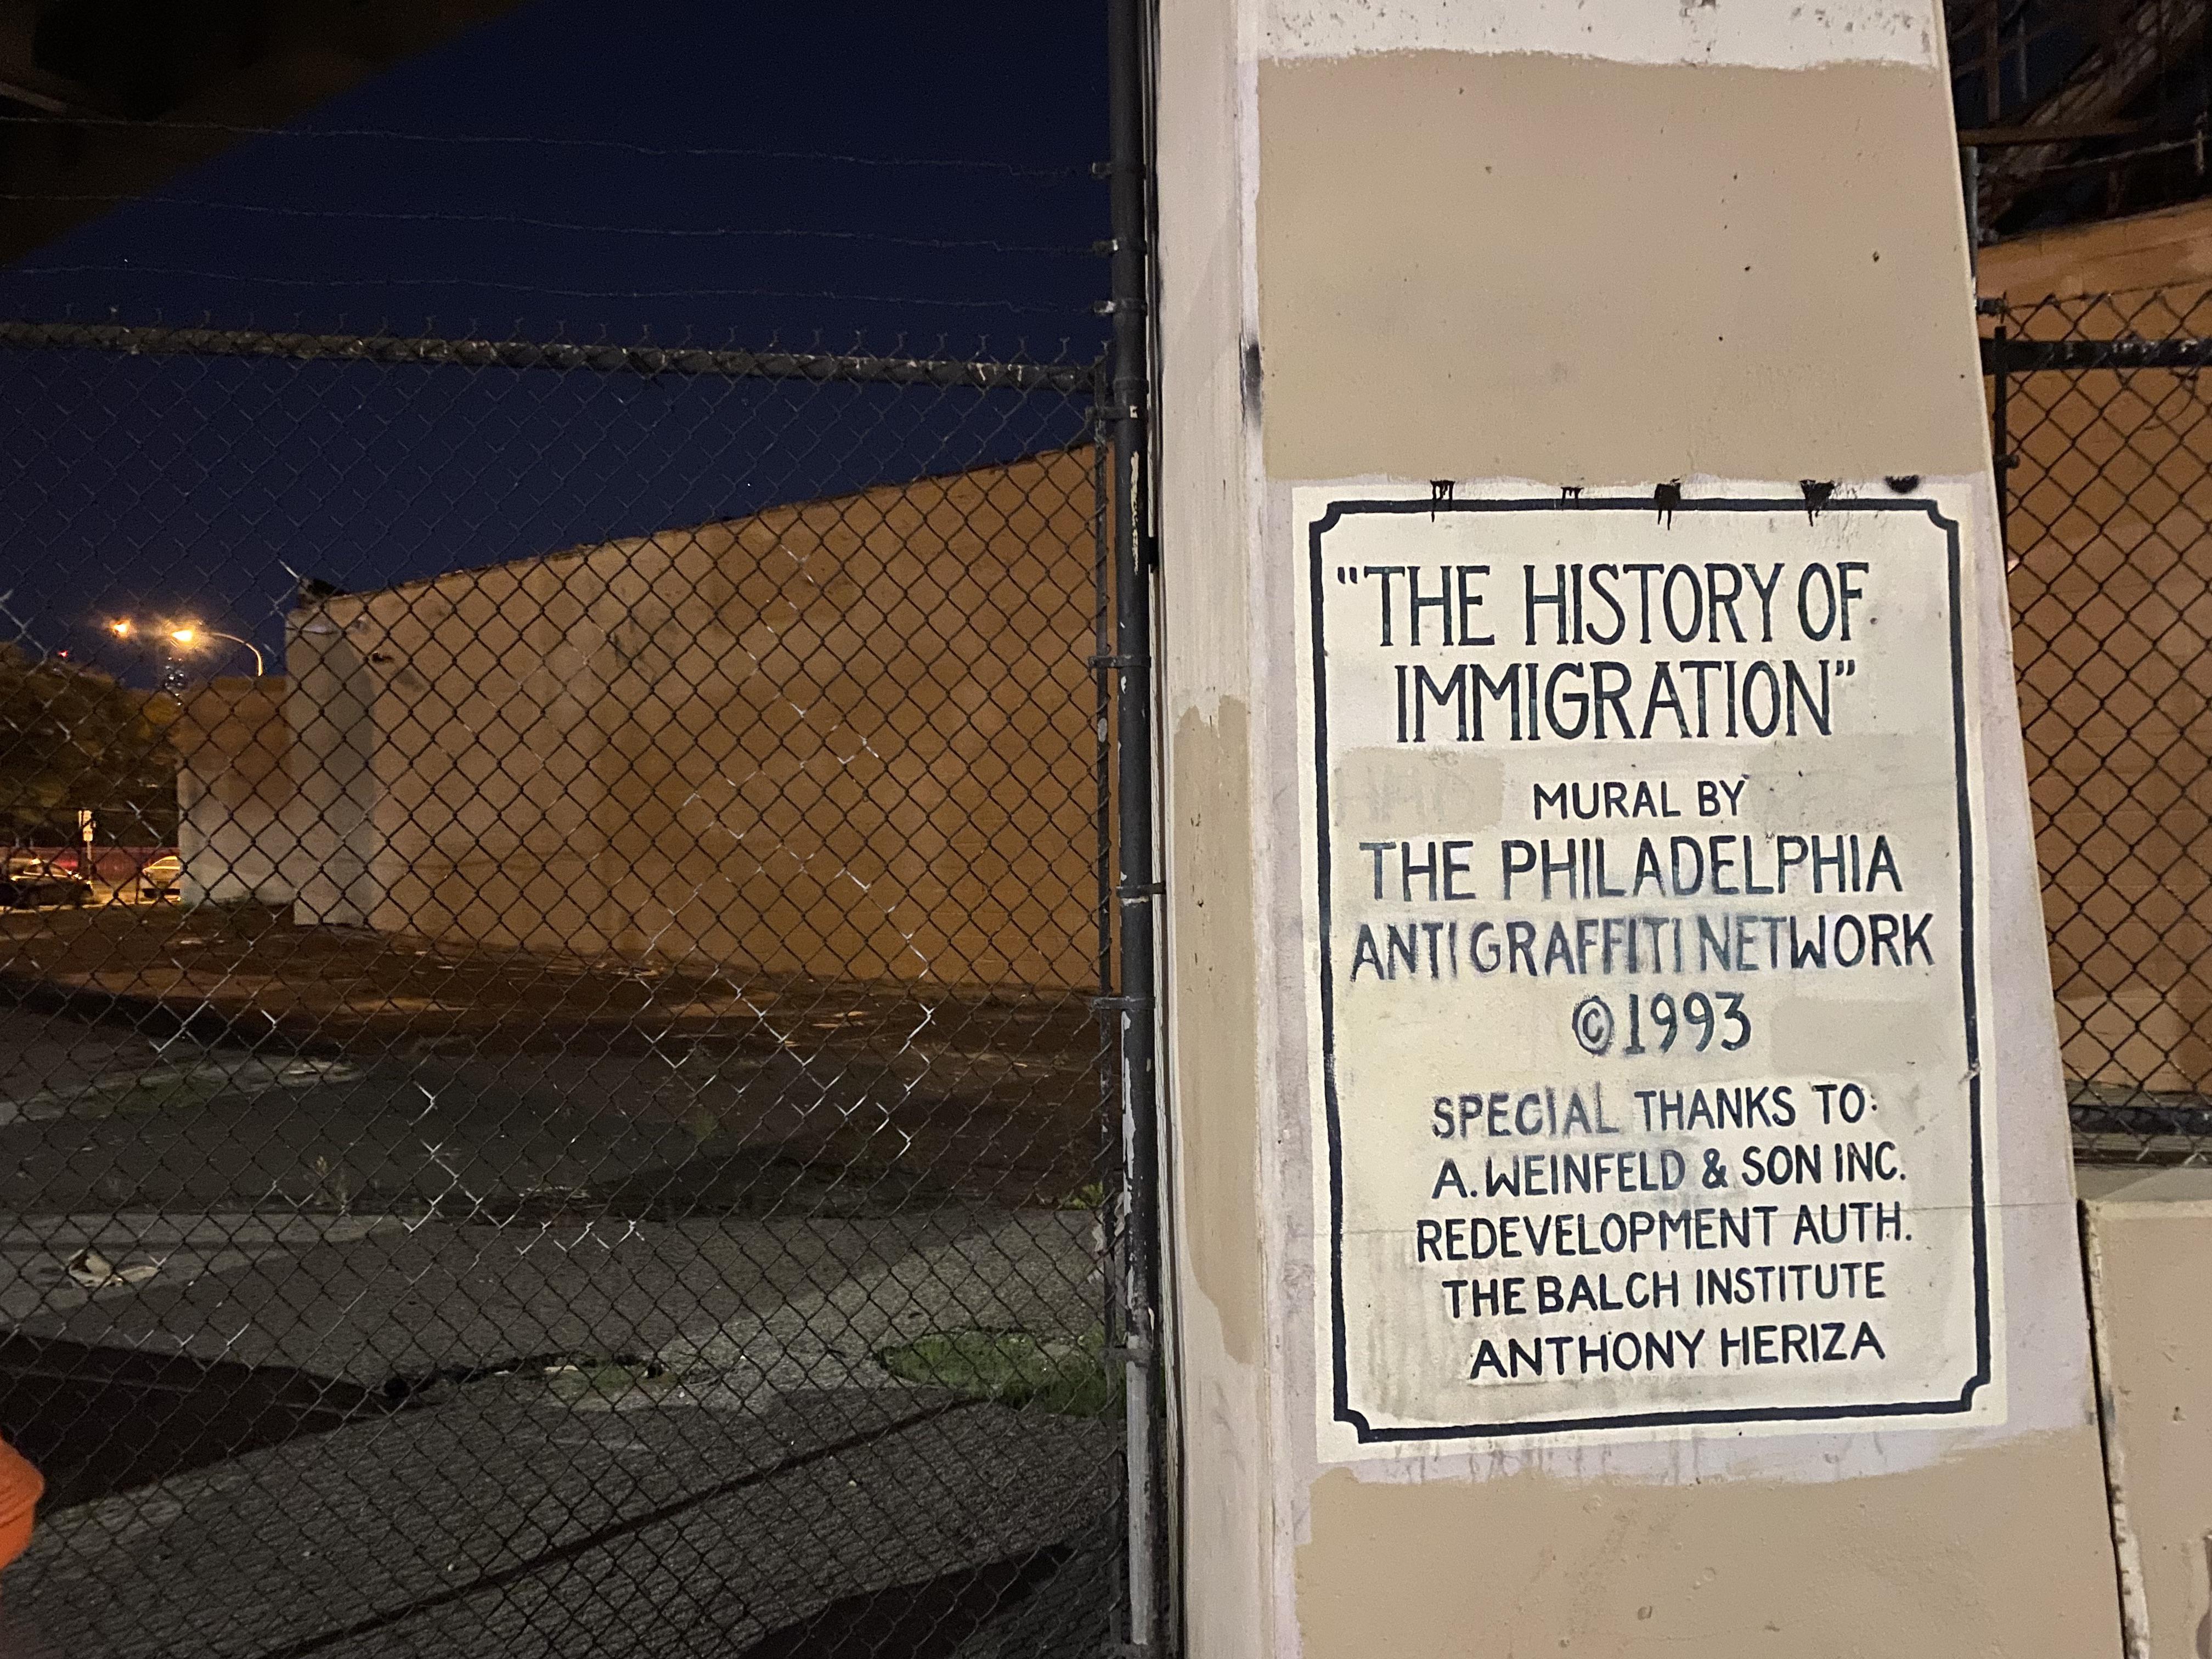 "THE HISTORY OF
IMMIGRATION"
MURAL BY
THE PHILADELPHIA
ANTI GRAFFITI NETWORK
©1993
SPECIAL THANKS TO:
A. WEINFELD & SON INC.
REDEVELOPMENT AUTH.
THE BALCH INSTITUTE
ANTHONY HERIZA